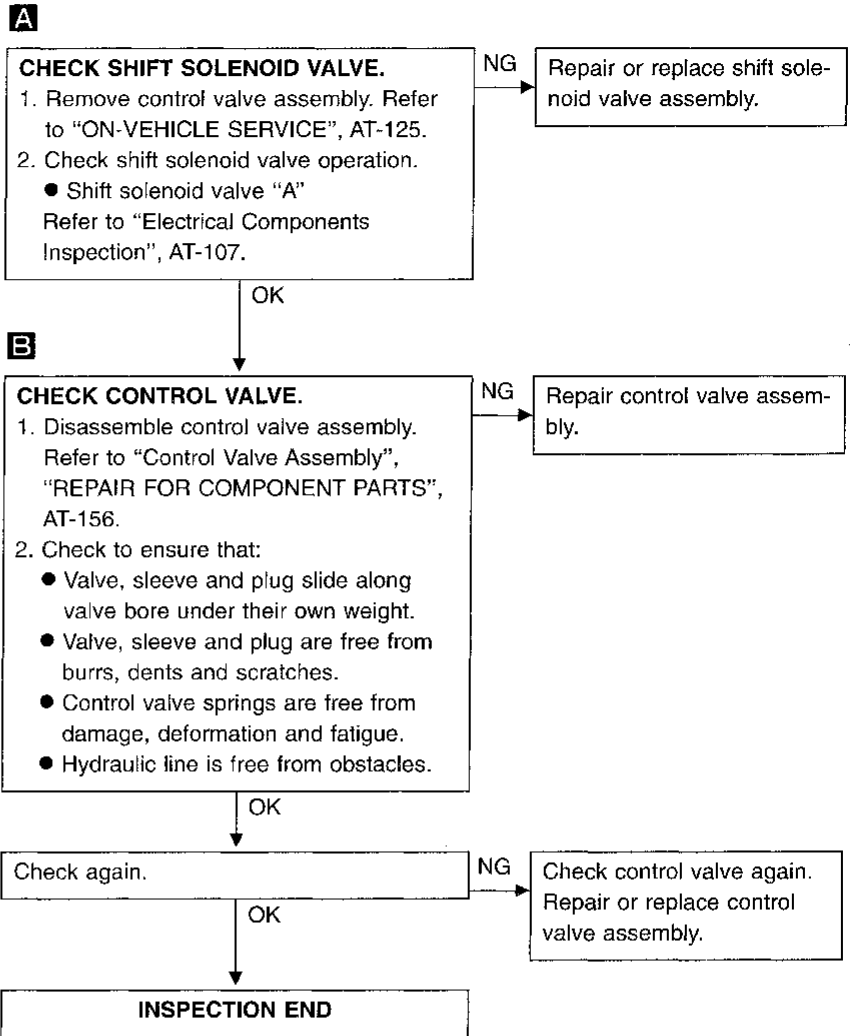 A
CHECK SHIFT SOLENOID VALVE.
1. Remove control valve assembly. Refer
to “ON-VEHICLE SERVICE”, AT-125.
2. Check shift solenoid valve operation.
● Shift solenoid valve “A”
Refer to “Electrical Components
Inspection”, AT-107.
NG
Repair or replace shift sole-
noid valve assembly.
OK
B
CHECK CONTROL VALVE.
1. Disassemble control valve assembly.
Refer to “Control Valve Assembly”,
“REPAIR FOR COMPONENT PARTS”,
AT-156.
2. Check to ensure that:
● Valve, sleeve and plug slide along
valve bore under their own weight.
● Valve, sleeve and plug are free from
burrs, dents and scratches.
● Control valve springs are free from
damage, deformation and fatigue.
● Hydraulic line is free from obstacles.
NG
Repair control valve assem-
bly.
OK
Check again.
NG
Check control valve again.
Repair or replace control
valve assembly.
OK
INSPECTION END